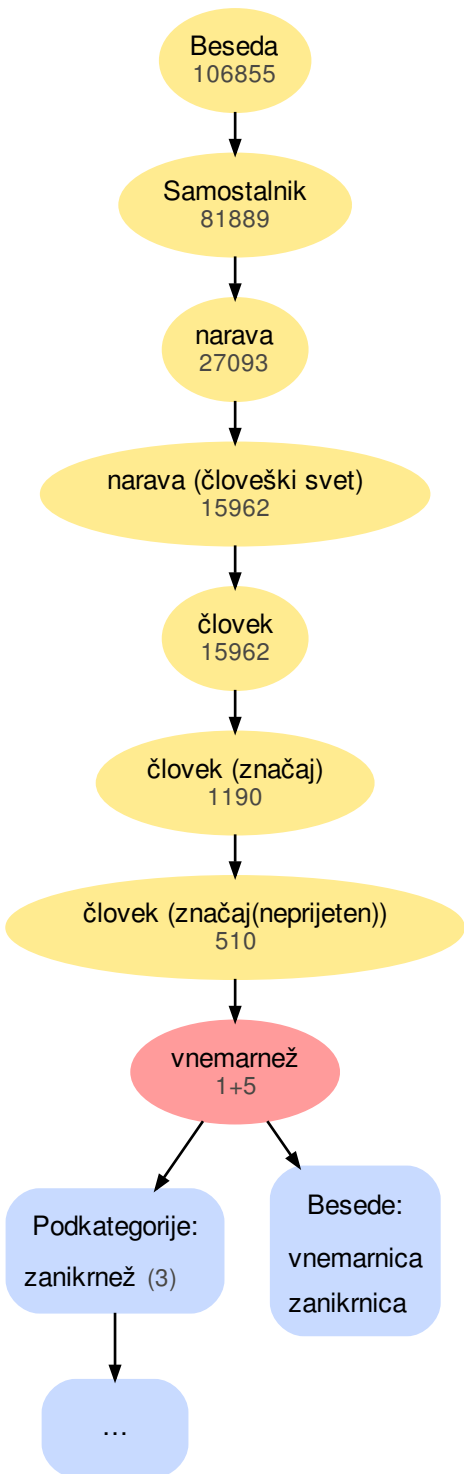 Beseda
106855
Samostalnik
81889
narava
27093
narava (človeški svet)
15962
človek
15962
človek (značaj)
1190
človek (značaj(neprijeten))
510
vnemarnež
1+5
Podkategorije:
zanikrnež (3)
Besede:
vnemarnica
zanikrnica
…